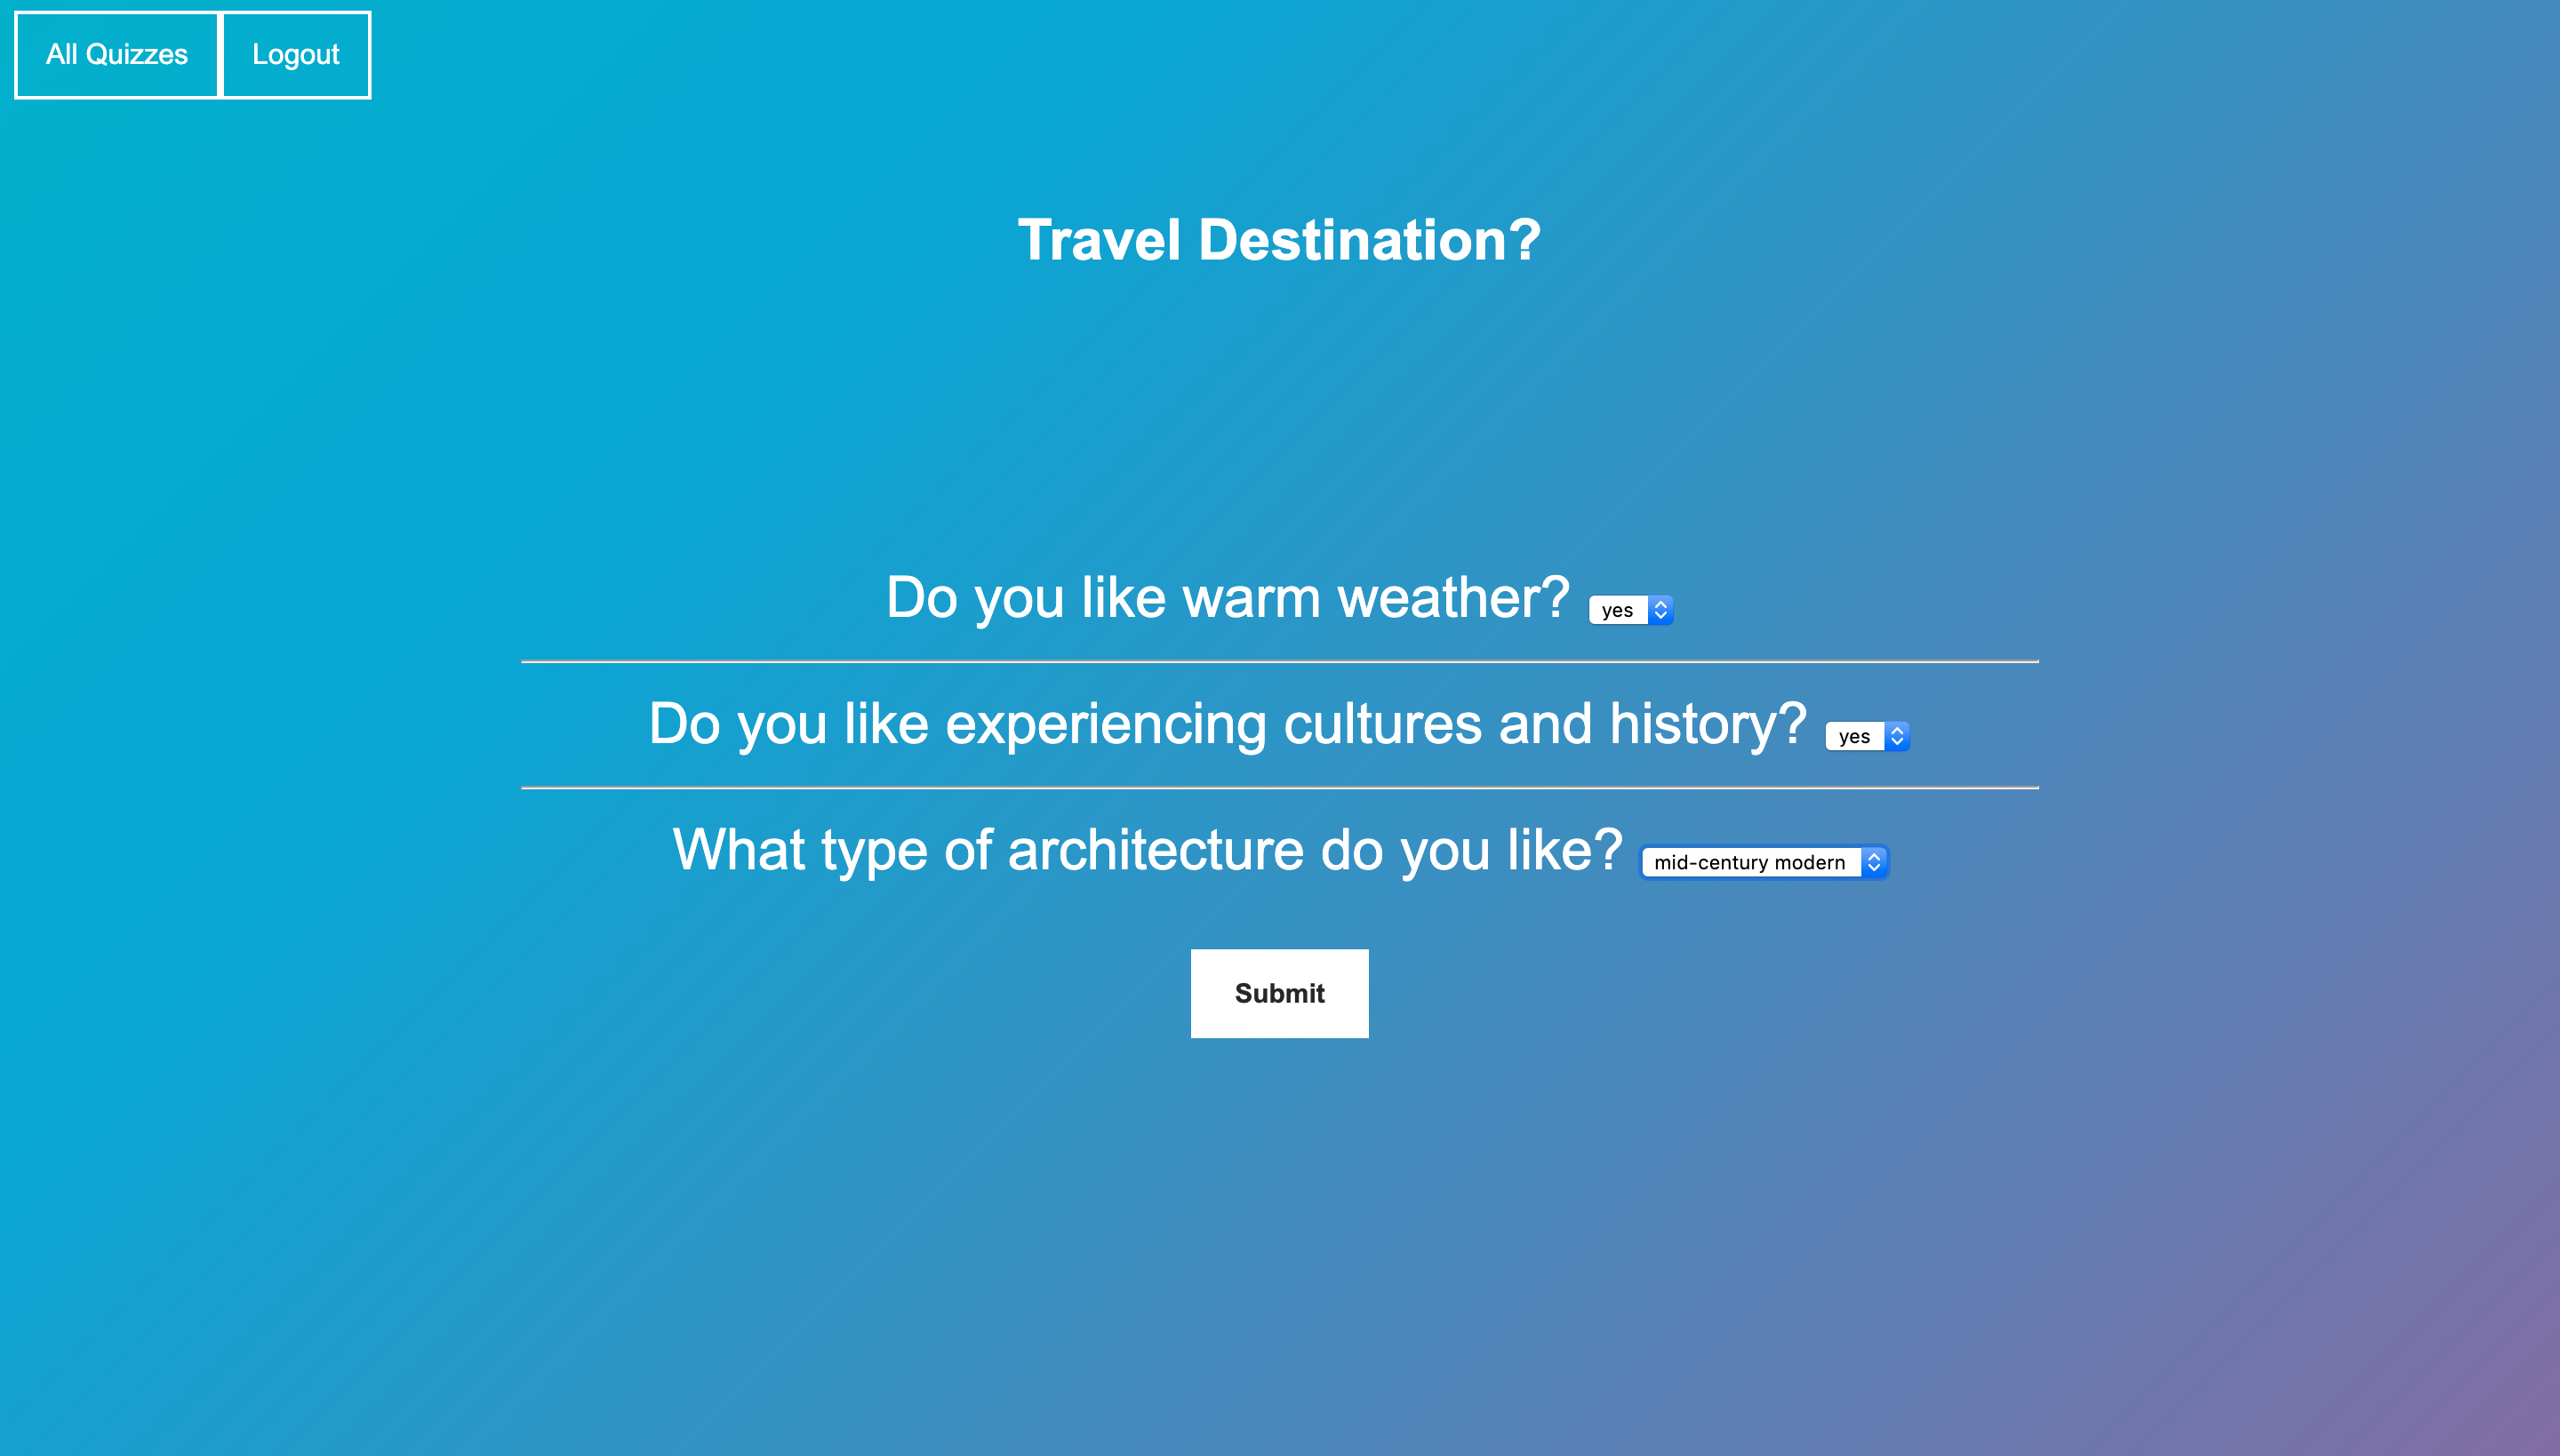 All Quizzes Logout
Travel Destination?
Do you like warm weather? yes
Do you like experiencing cultures and history? yes
What type of architecture do you like? mid-century modern
Submit